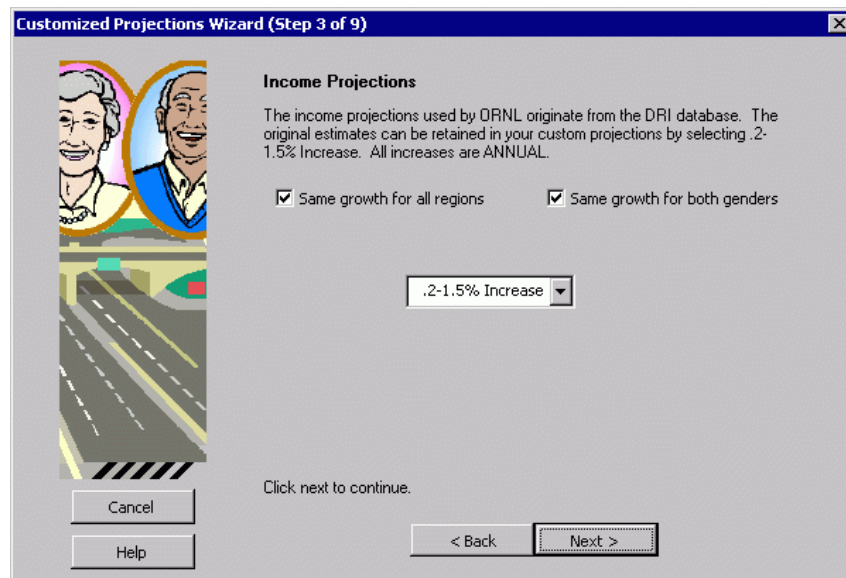 Customized Projections Wizard (Step 3 of 9)
Income Projections
The income projections used by ORNL originate from the DRI database. The
original estimates can be retained in your custom projections by selecting .2-
1.5% Increase. All increases are ANNUAL.
Same growth for all regions
Same growth for both genders
.2-1.5% Increase
Click next to continue.
Cancel
< Back
Next >
Help